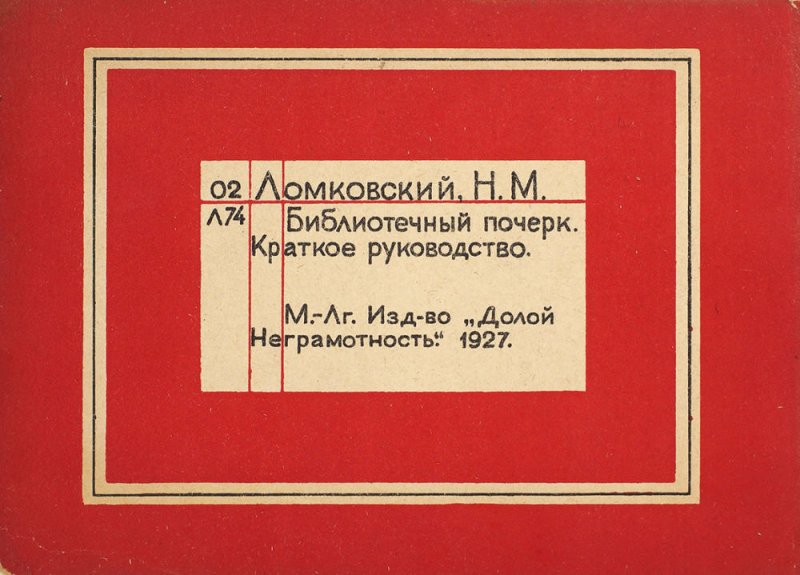 02 Ломковский, Н. М.
Л74 Библиотечный почерк.
Краткое руководство.
М.-Лг. Изд-во „Долой
Неграмотность“. 1927.